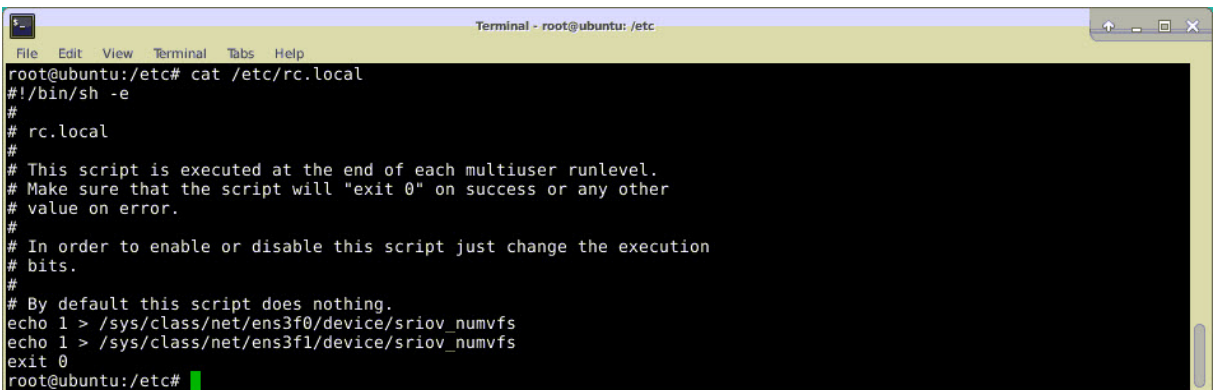 Terminal - root@ubuntu: /etc
File Edit View Terminal Tabs Help
root@ubuntu:/etc# cat /etc/rc.local
#!/bin/sh -e
#
# rc.local
#
# This script is executed at the end of each multiuser runlevel.
# Make sure that the script will "exit 0" on success or any other
# value on error.
#
# In order to enable or disable this script just change the execution
# bits.
#
# By default this script does nothing.
echo 1 > /sys/class/net/ens3f0/device/sriov_numvfs
echo 1 > /sys/class/net/ens3f1/device/sriov_numvfs
exit 0
root@ubuntu:/etc#